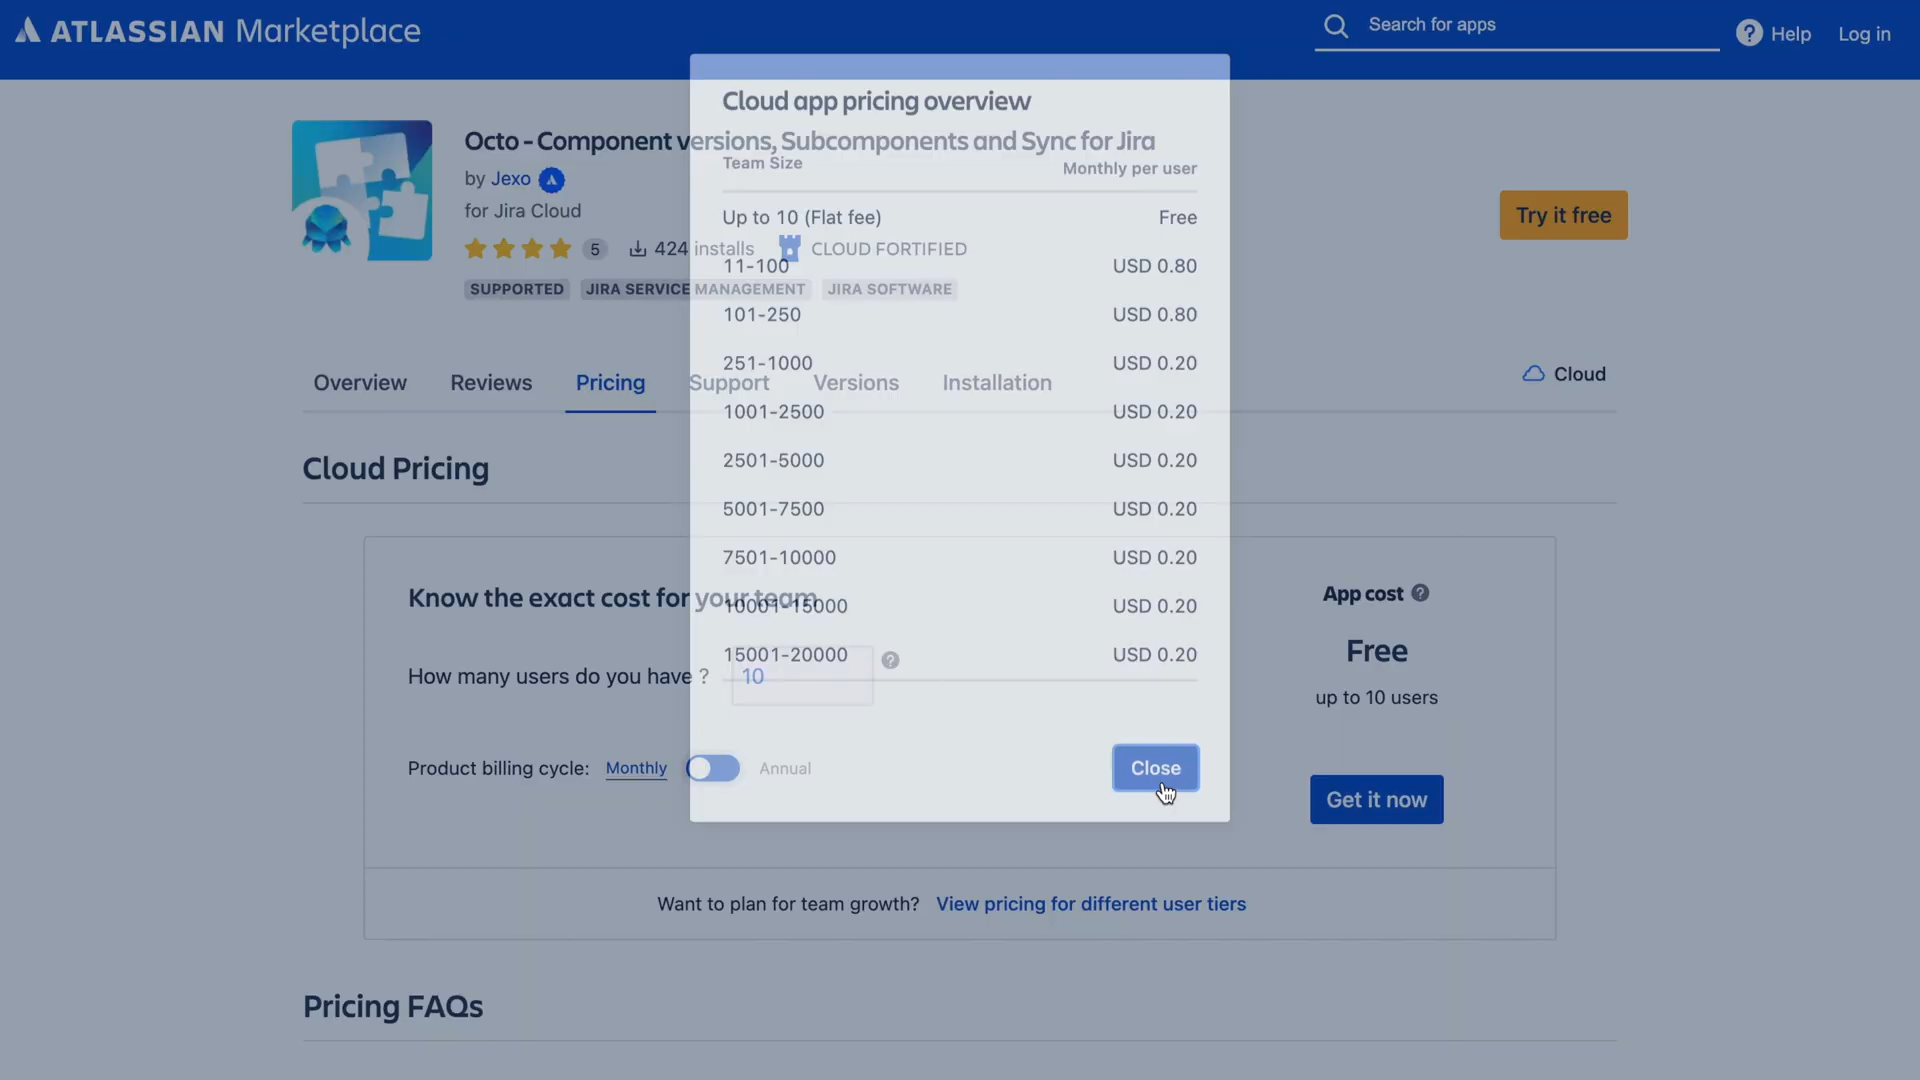 ATLASSIAN Marketplace
Search for apps
? Help
Log in
Cloud app pricing overview
Octo - Component versions, Subcomponents and Sync for Jira
Team Size
Monthly per user
by Jexo
for Jira Cloud
Try it free
Up to 10 (Flat fee)
Free
5
424 installs
CLOUD FORTIFIED
11-100
USD 0.80
SUPPORTED
JIRA SERVICE MANAGEMENT
JIRA SOFTWARE
101-250
USD 0.80
251-1000
USD 0.20
Overview
Reviews
Pricing
Support
Versions
Installation
Cloud
1001-2500
USD 0.20
Cloud Pricing
2501-5000
USD 0.20
5001-7500
USD 0.20
7501-10000
USD 0.20
Know the exact cost for your team
10001-15000
USD 0.20
App cost ?
Free
up to 10 users
15001-20000
USD 0.20
How many users do you have ?
10
?
Product billing cycle:
Monthly
Annual
Close
Get it now
Want to plan for team growth? View pricing for different user tiers
Pricing FAQs